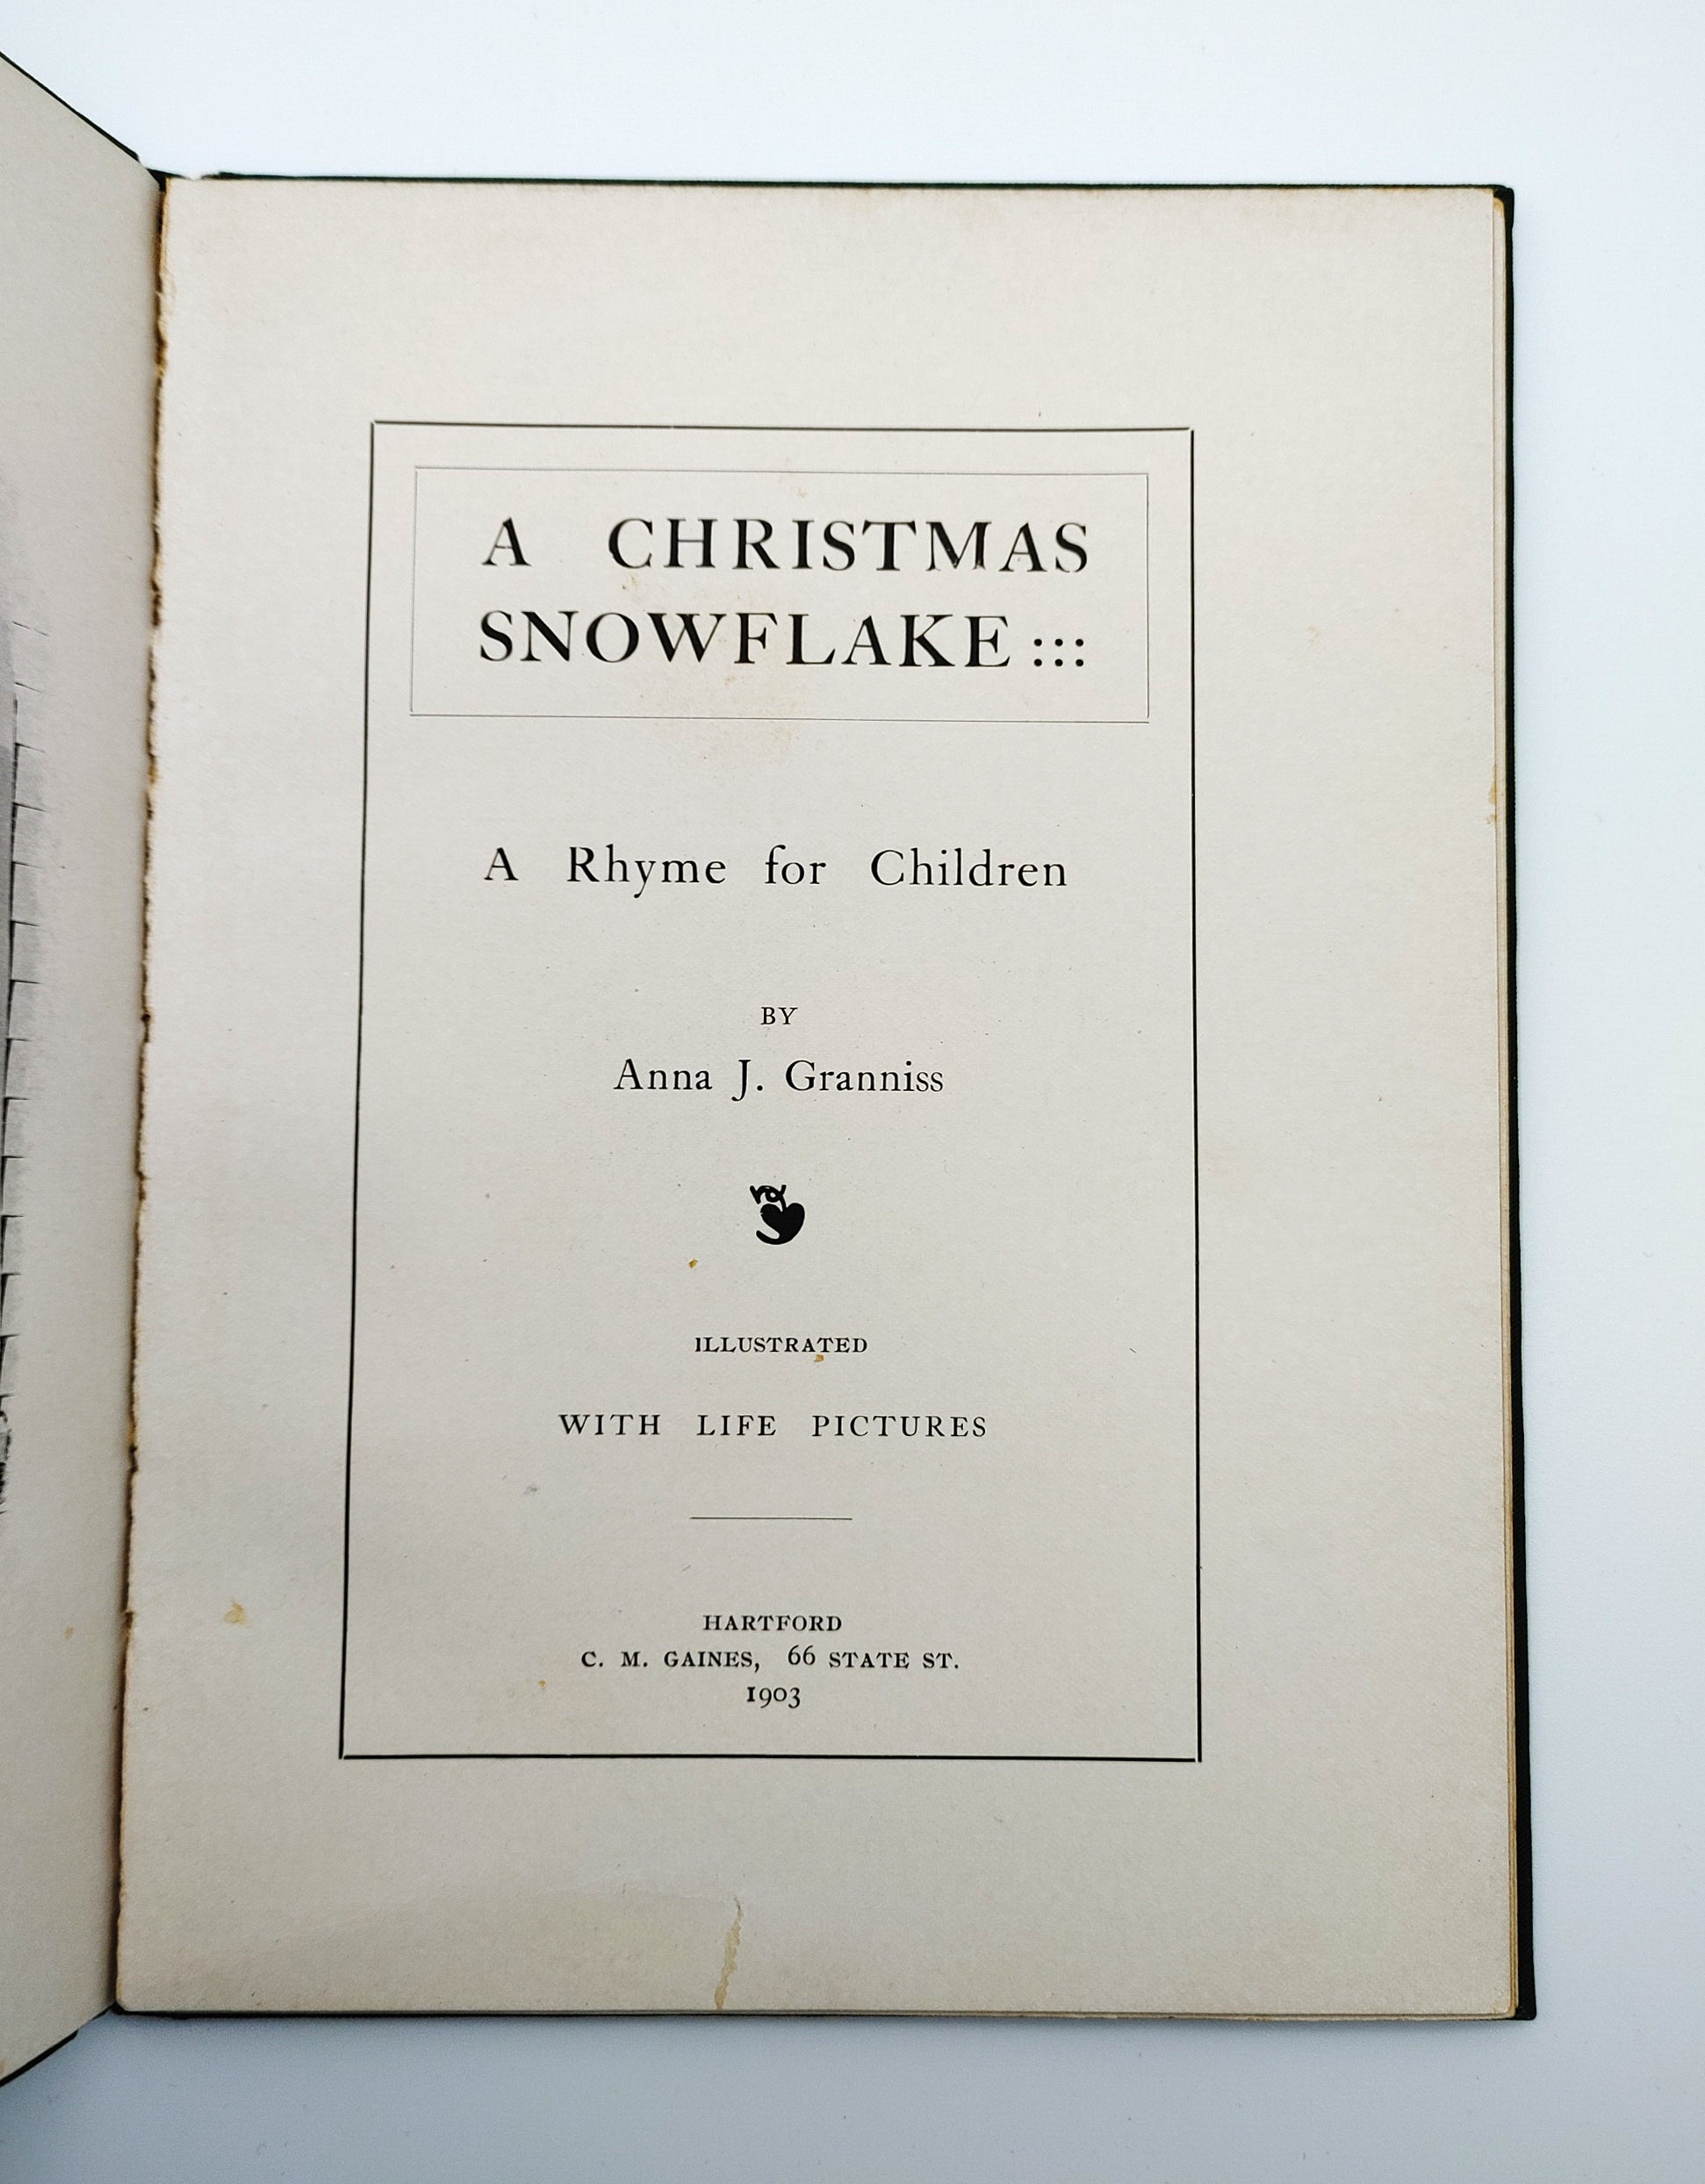 A CHRISTMAS
SNOWFLAKE :::
A Rhyme for Children
BY
Anna J. Granniss
ILLUSTRATED
WITH LIFE PICTURES
HARTFORD
C. M. GAINES, 66 STATE ST.
1903